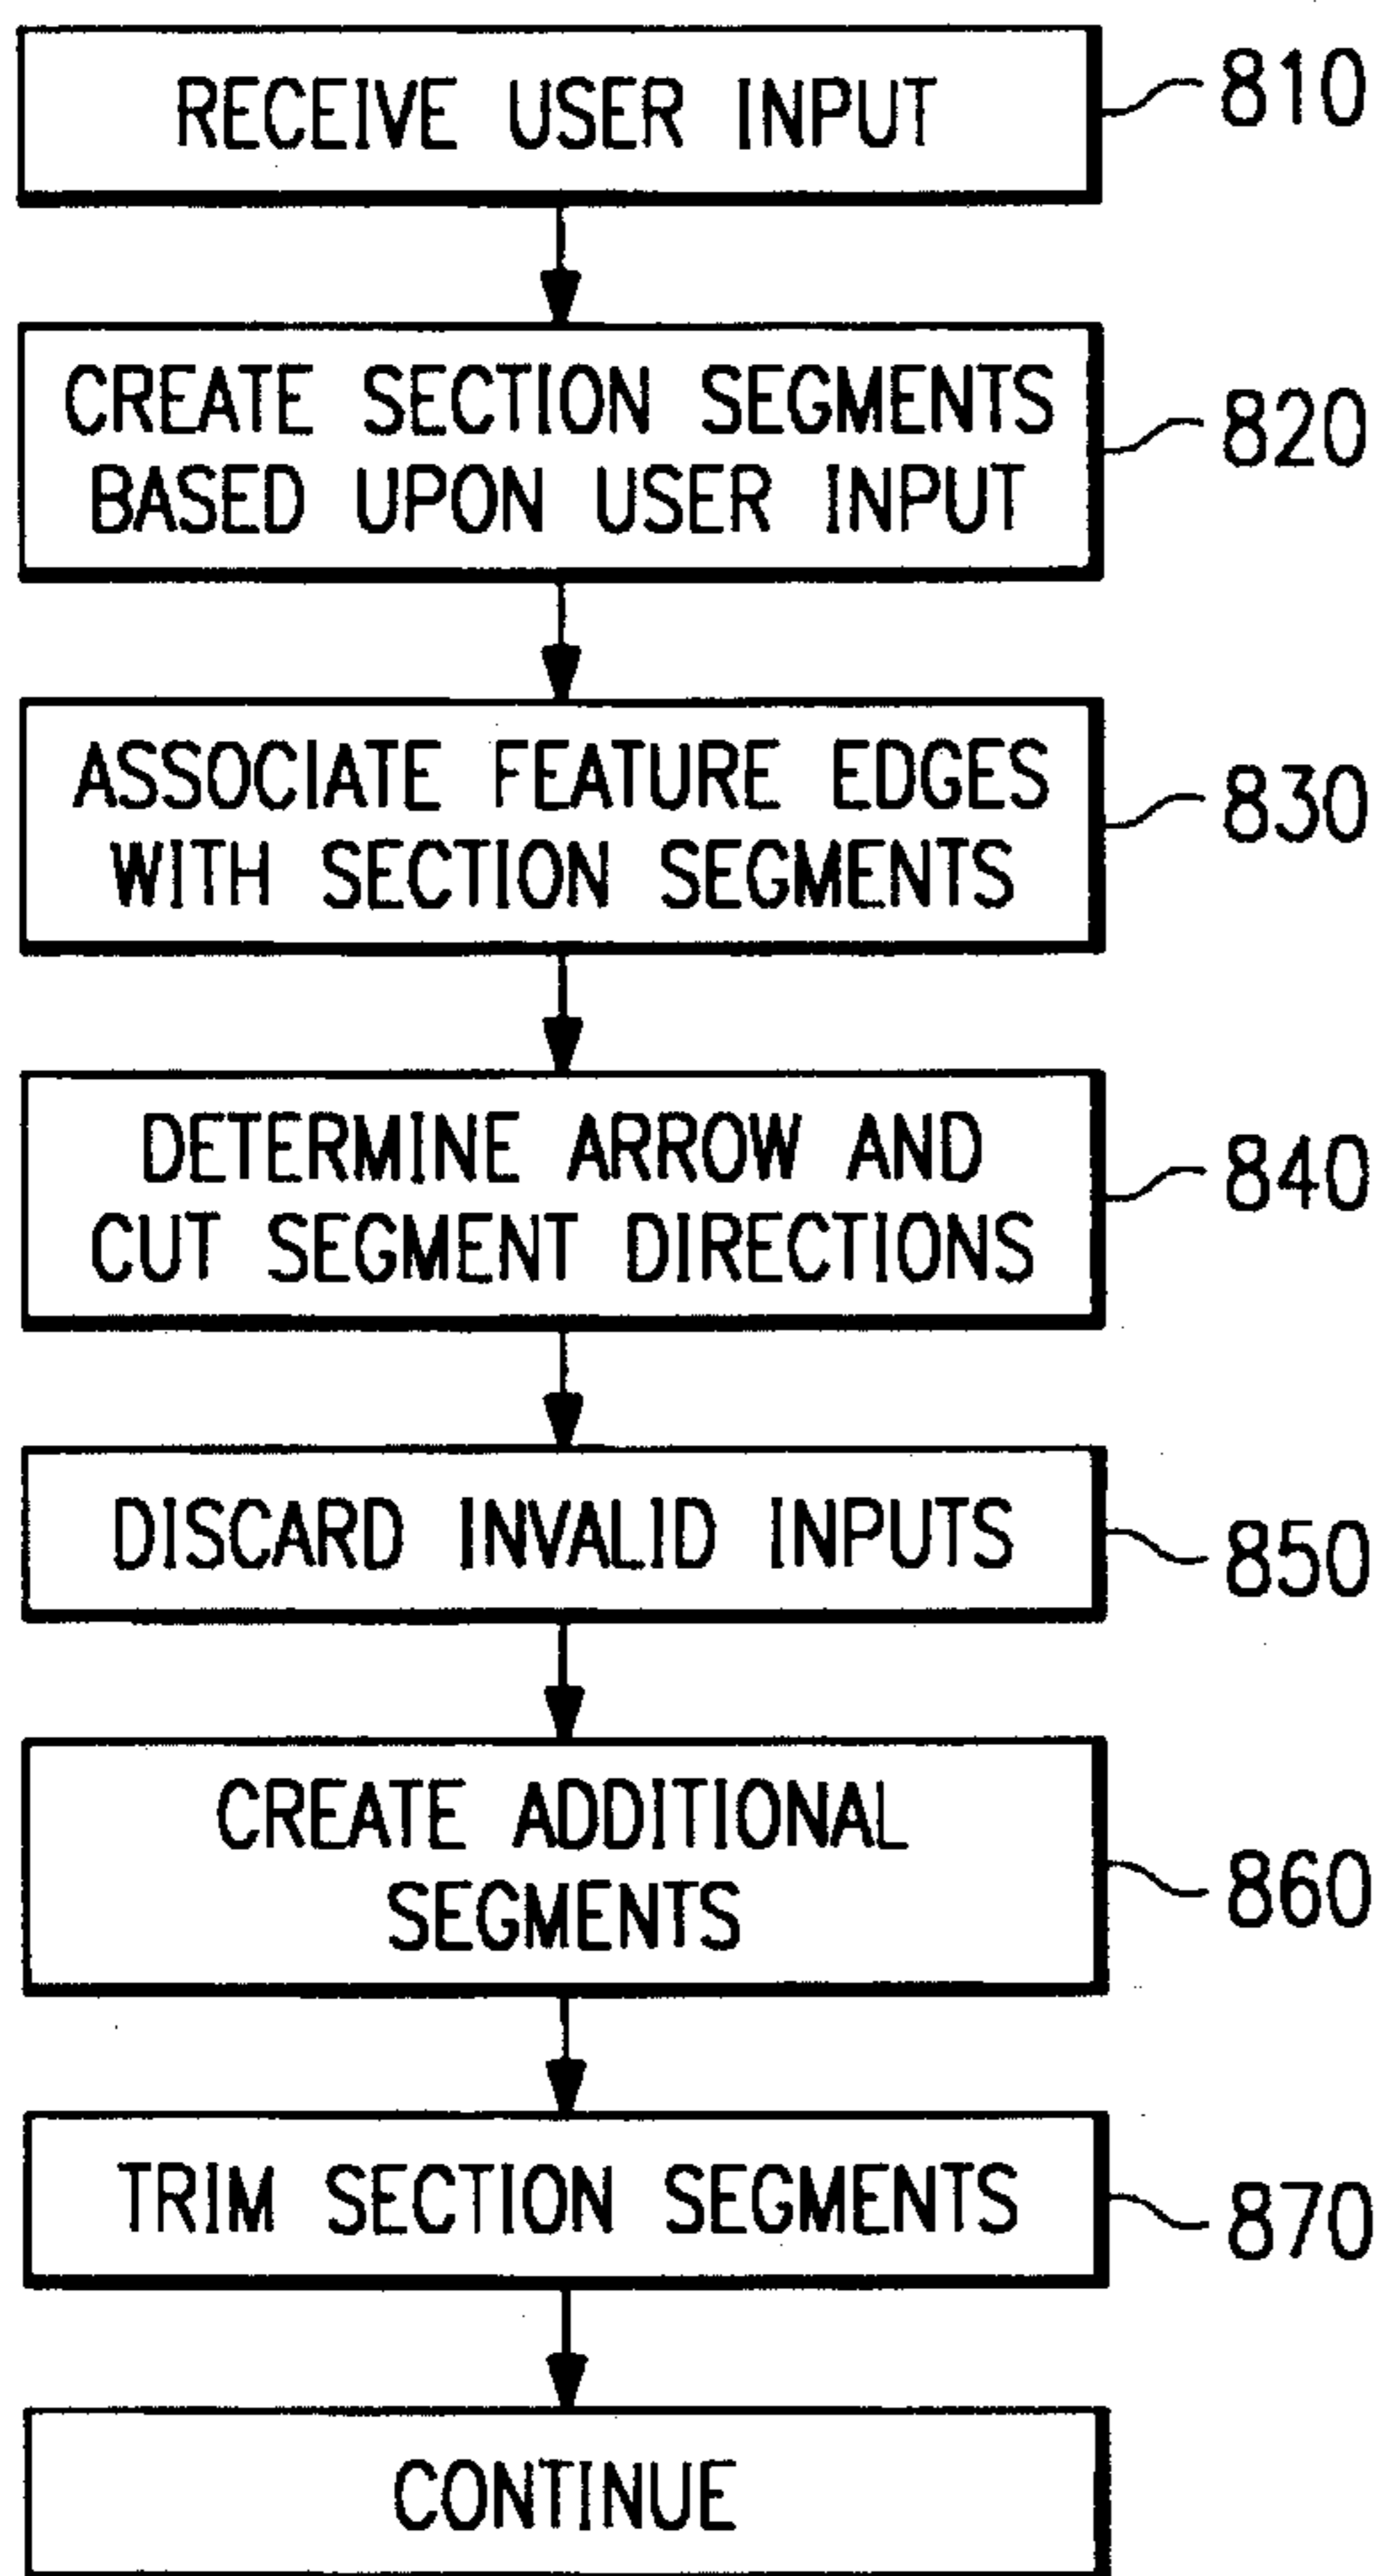 RECEIVE USER INPUT
810
CREATE SECTION SEGMENTS
BASED UPON USER INPUT
820
ASSOCIATE FEATURE EDGES
WITH SECTION SEGMENTS
830
DETERMINE ARROW AND
CUT SEGMENT DIRECTIONS
840
DISCARD INVALID INPUTS
850
CREATE ADDITIONAL
SEGMENTS
860
TRIM SECTION SEGMENTS
870
CONTINUE